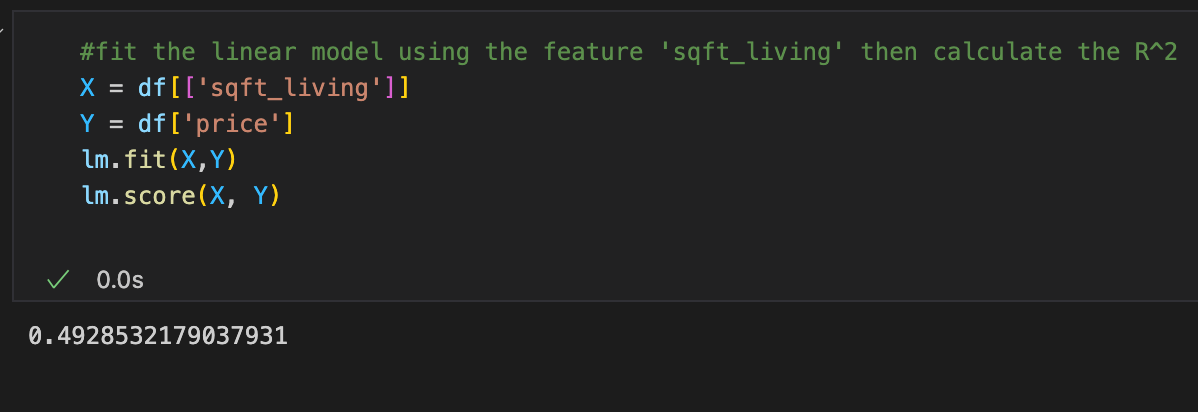 #fit the linear model using the feature 'sqft_living' then calculate the R^2
X = df[['sqft_living']]
Y = df['price']
lm.fit(X,Y)
lm.score(X, Y)
0.0s
0.4928532179037931